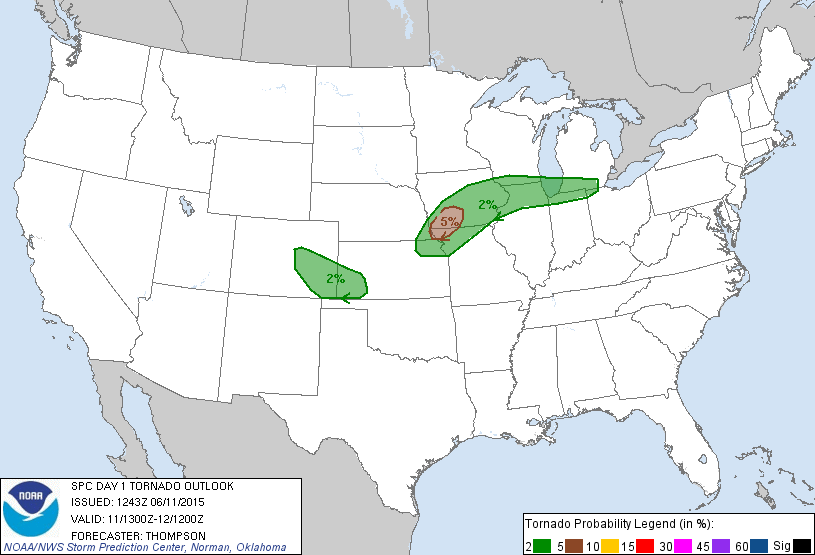 2%
5%
2%
NOAA
SPC DAY 1 TORNADO OUTLOOK
ISSUED: 1243Z 06/11/2015
VALID: 11/1300Z-12/1200Z
FORECASTER: THOMPSON
NOAA/NWS Storm Prediction Center, Norman, Oklahoma
Tornado Probability Legend (in %):
2 5 10 15 30 45 60 Sig